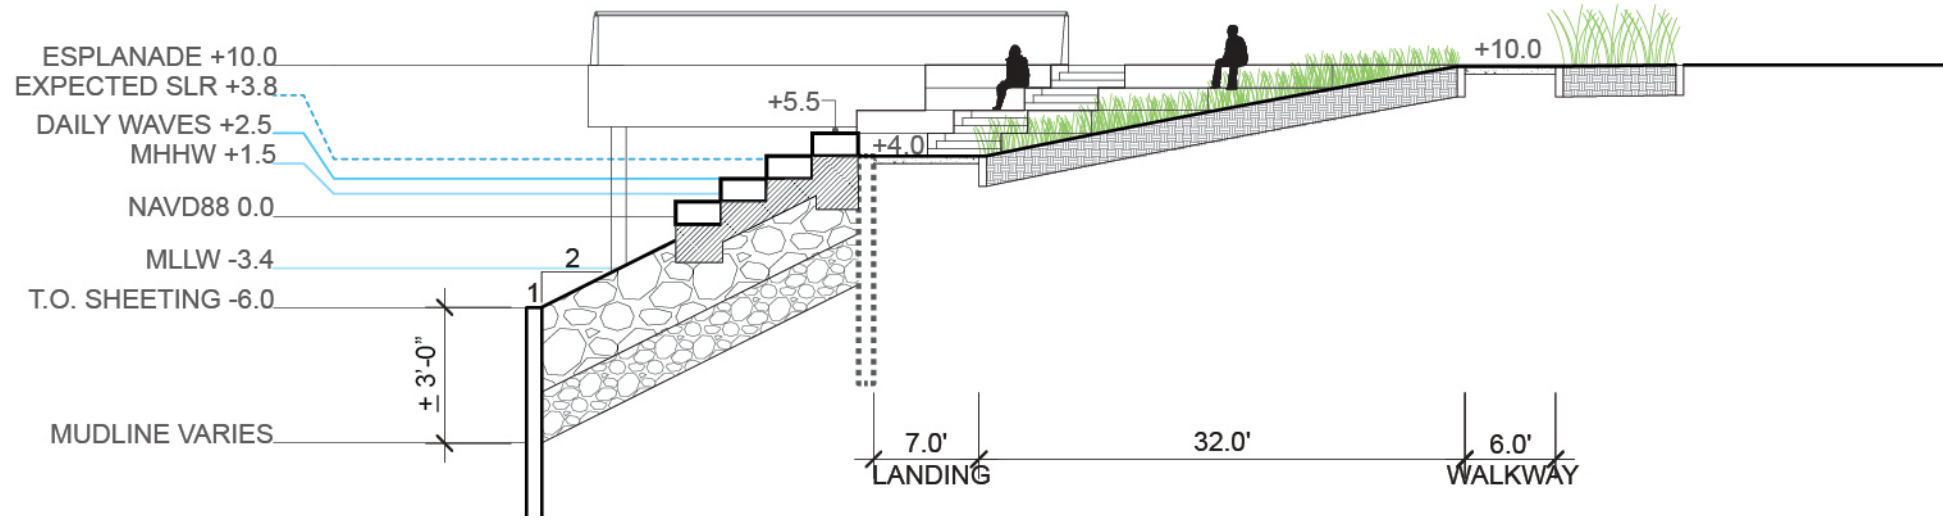 ESPLANADE +10.0
EXPECTED SLR +3.8
DAILY WAVES +2.5
MHHW +1.5
NAVD88 0.0
MLLW -3.4
T.O. SHEETING -6.0
MUDLINE VARIES
± 3'-0"
1
2
+5.5
+4.0
+10.0
7.0'
LANDING
32.0'
6.0'
WALKWAY